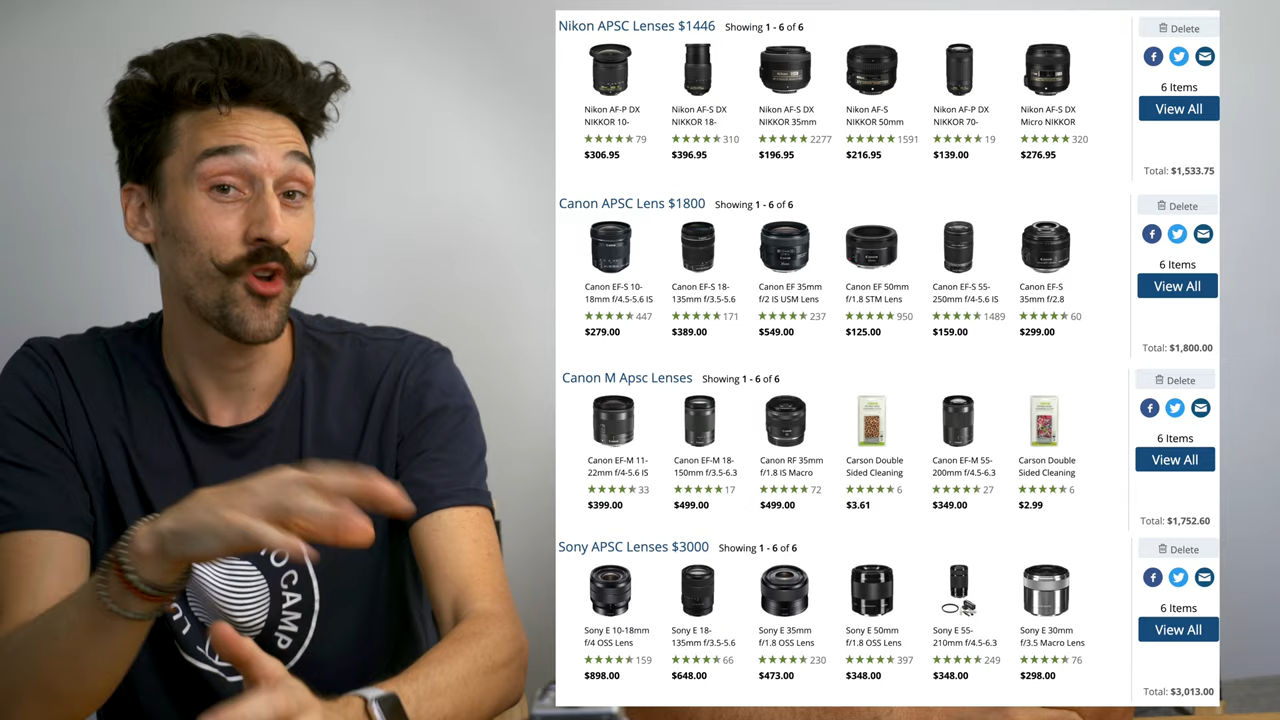 Nikon APSC Lenses $1446 Showing 1 - 6 of 6
Delete
Nikon AF-P DX NIKKOR 10-
Nikon AF-S DX NIKKOR 18-
Nikon AF-S DX NIKKOR 35mm
Nikon AF-S NIKKOR 50mm
Nikon AF-P DX NIKKOR 70-
Nikon AF-S DX Micro NIKKOR
79 310 2277 1591 19 320
$306.95 $396.95 $196.95 $216.95 $139.00 $276.95
6 Items
View All
Total: $1,533.75
Canon APSC Lens $1800 Showing 1 - 6 of 6
Delete
Canon EF-S 10-
18mm f/4.5-5.6 IS
Canon EF-S 18-
135mm f/3.5-5.6
Canon EF 35mm
f/2 IS USM Lens
Canon EF 50mm
f/1.8 STM Lens
Canon EF-S 55-
250mm f/4-5.6 IS
Canon EF-S
35mm f/2.8
447 171 237 950 1489 60
$279.00 $389.00 $549.00 $125.00 $159.00 $299.00
6 Items
View All
Total: $1,800.00
Canon M Apsc Lenses Showing 1 - 6 of 6
Delete
Canon EF-M 11-
22mm f/4-5.6 IS
Canon EF-M 18-
150mm f/3.5-6.3
Canon RF 35mm
f/1.8 IS Macro
Carson Double
Sided Cleaning
Canon EF-M 55-
200mm f/4.5-6.3
Carson Double
Sided Cleaning
33 17 72 6 27 6
$399.00 $499.00 $499.00 $3.61 $349.00 $2.99
6 Items
View All
Total: $1,752.60
Sony APSC Lenses $3000 Showing 1 - 6 of 6
Delete
Sony E 10-18mm
f/4 OSS Lens
Sony E 18-
135mm f/3.5-5.6
Sony E 35mm
f/1.8 OSS Lens
Sony E 50mm
f/1.8 OSS Lens
Sony E 55-
210mm f/4.5-6.3
Sony E 30mm
f/3.5 Macro Lens
159 66 230 397 249 76
$898.00 $648.00 $473.00 $348.00 $348.00 $298.00
6 Items
View All
Total: $3,013.00